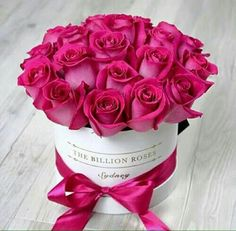 THE BILLION ROSES
Sydney